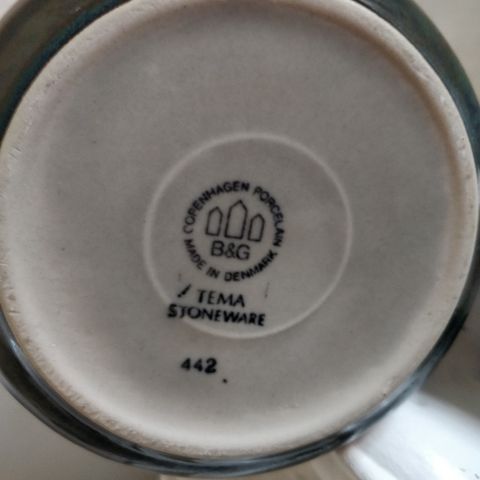 COPENHAGEN PORCELAIN
B&G
MADE IN DENMARK
TEMA
STONEWARE
442